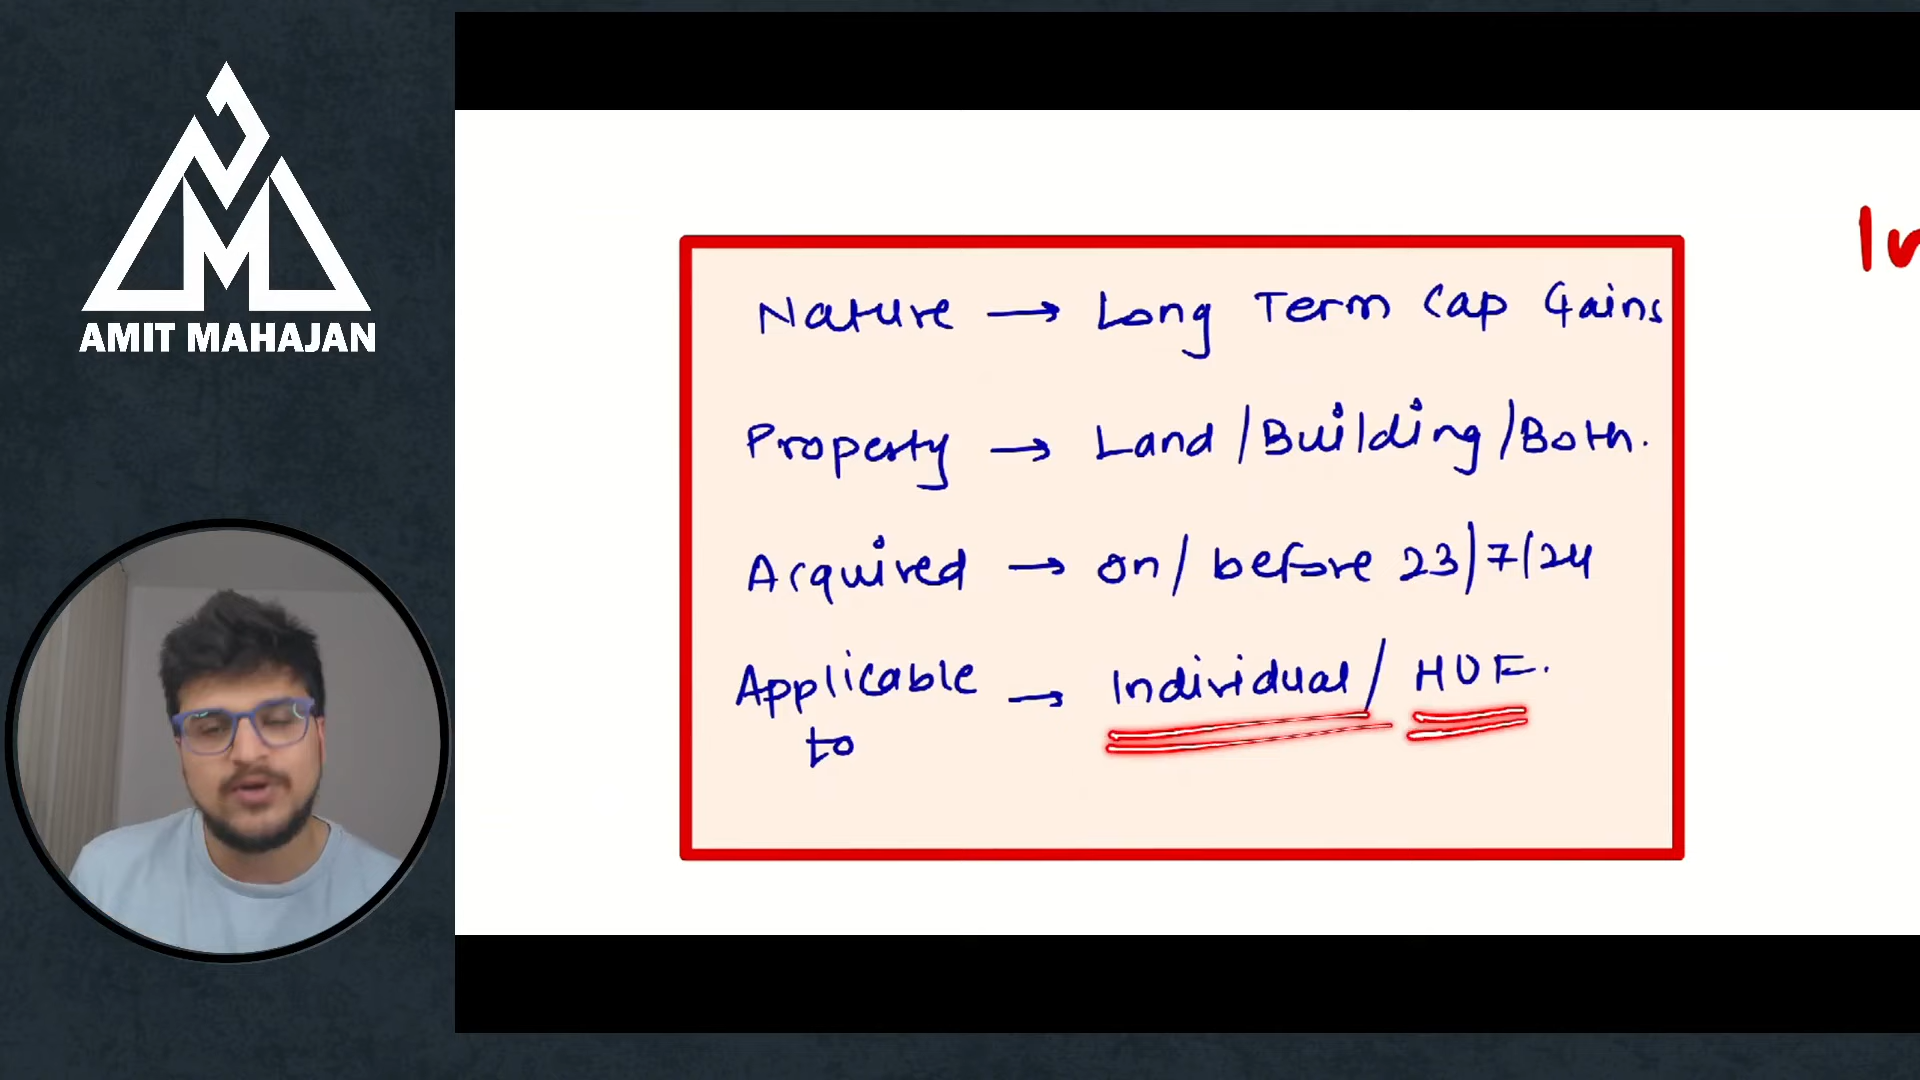 AMIT MAHAJAN
Nature → Long Term Cap Gains
Property → Land / Building / Both.
Acquired → on / before 23/7/24
Applicable to → Individual / HUF.